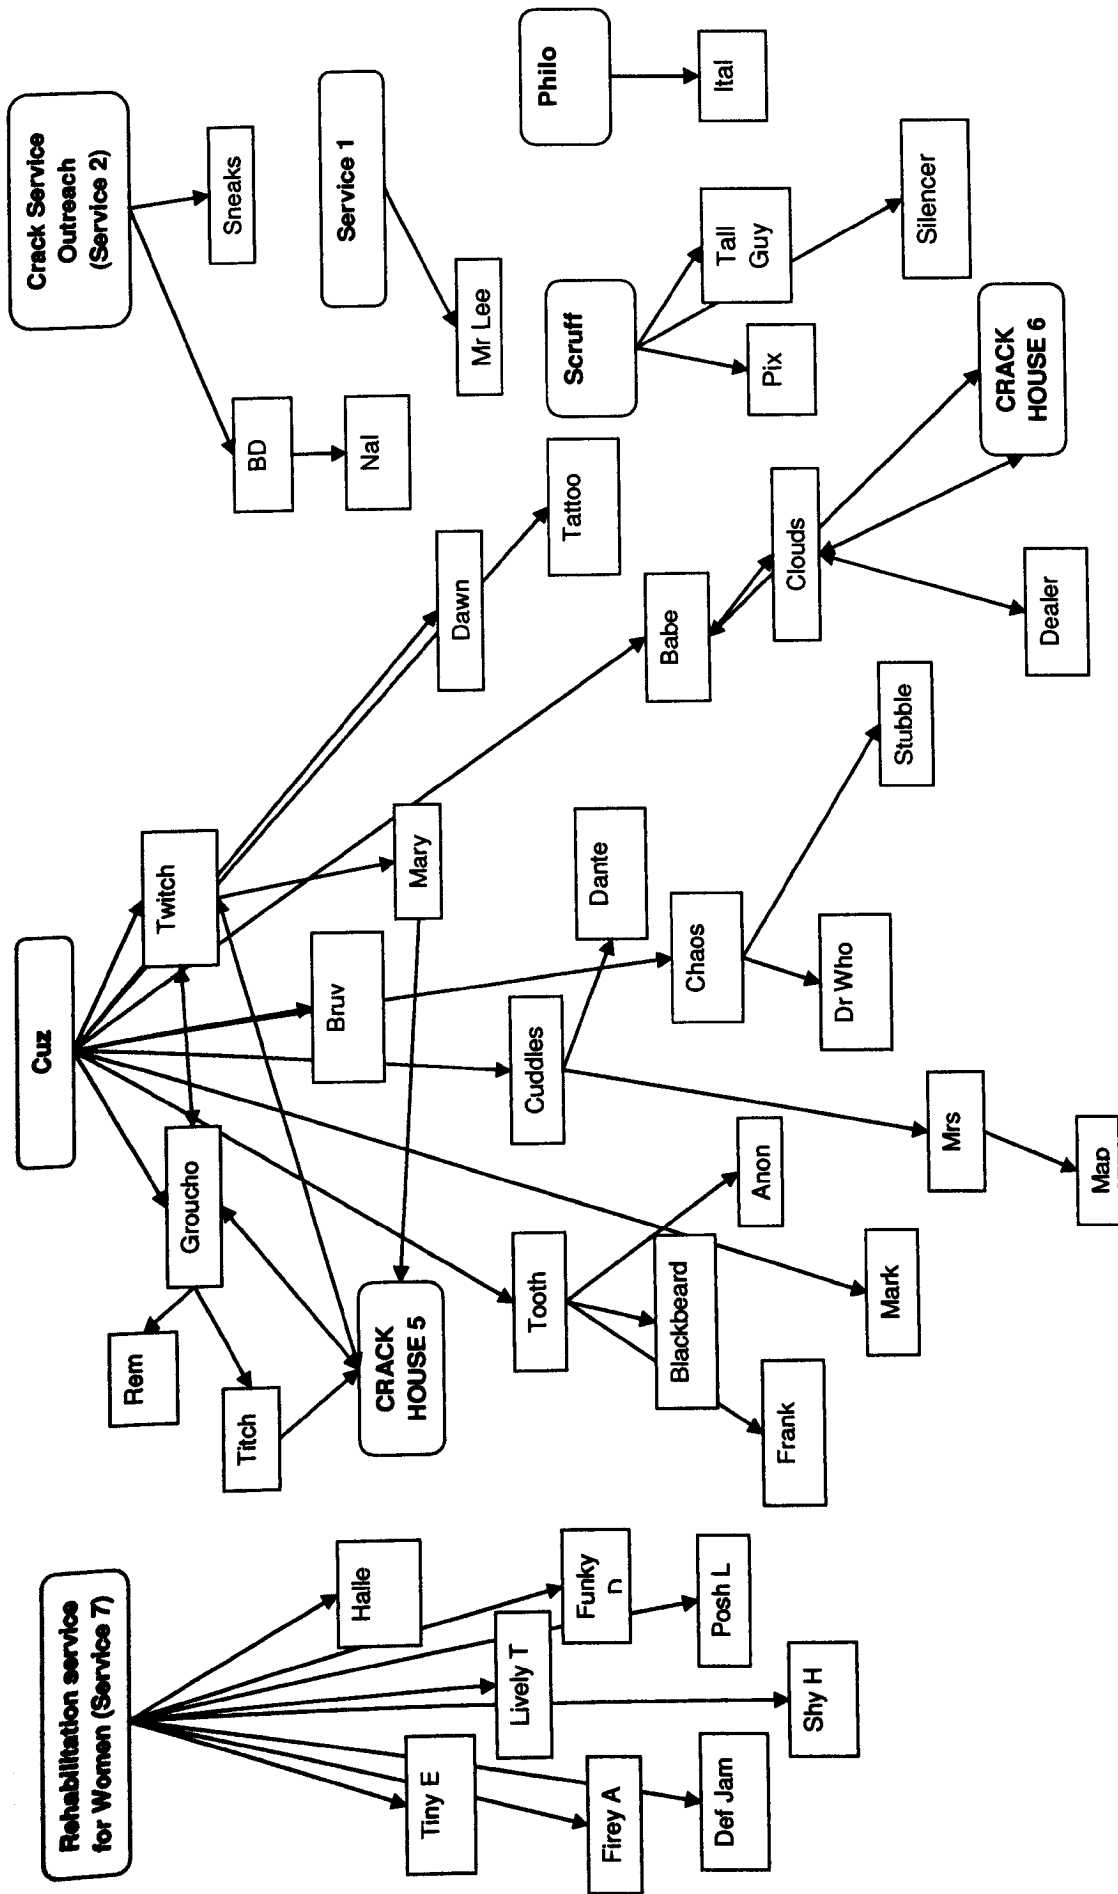 Rehabilitation service
for Women (Service 7)
Cuz
Crack Service
Outreach
(Service 2)
Rem
Groucho
Twitch
BD
Sneaks
Titch
Halle
Bruv
Nal
Service 1
CRACK
HOUSE 5
Mary
Tiny E
Dawn
Mr Lee
Lively T
Tooth
Cuddles
Tattoo
Scruff
Philo
Firey A
Funky
Dante
Babe
Blackbeard
Chaos
Tall
Guy
Ital
Def Jam
Posh L
Anon
Pix
Frank
Clouds
Shy H
Dr Who
Mark
Stubble
Silencer
Mrs
CRACK
HOUSE 6
Dealer
Map